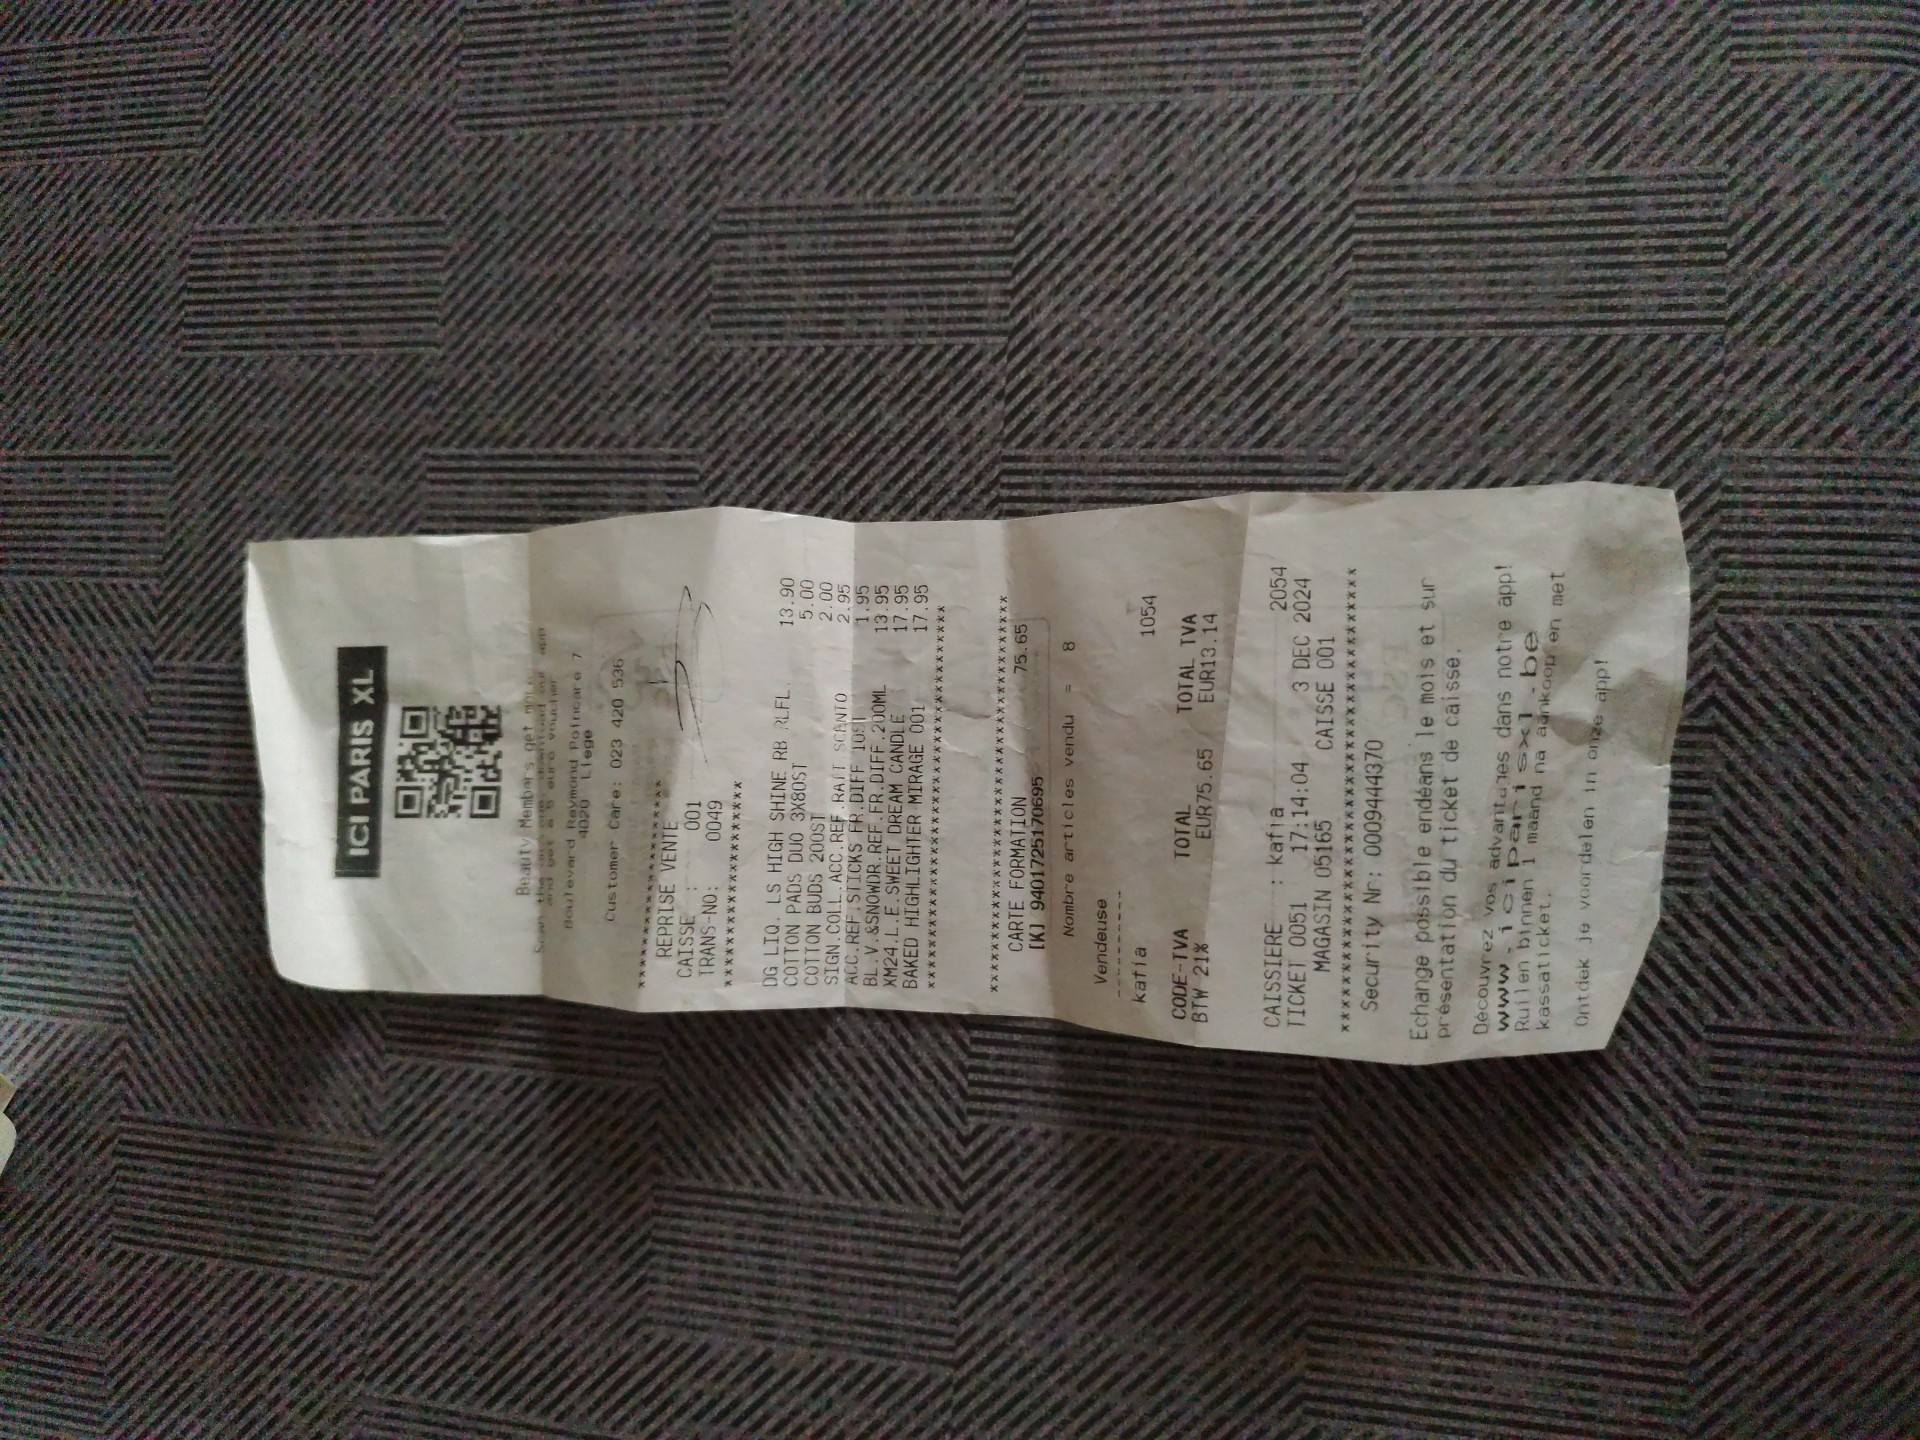 ICI PARIS XL
Beauty Members get more
and get a 5 euro voucher
Boulevard Raymond Poincare 7
4020 Liege
Customer Care: 023 420 536
***********************
REPRISE VENTE
CAISSE : 001
TRANS-NO: 0049
***********************
DG LIQ. LS HIGH SHINE RB RLFL. 13.90
COTTON PADS DUO 3X80ST 5.00
COTTON BUDS 200ST 2.00
SIGN.COLL.ACC.REF.RAIT SCANTO 2.95
ACC.REF.STICKS FR.DIFF 10ST 1.95
BL.V.&SNOWDR.REF.FR.DIFF.200ML 13.95
XM24.L.E.SWEET DREAM CANDLE 17.95
BAKED HIGHLIGHTER MIRAGE 001 17.95
******************************************
******************************************
CARTE FORMATION 75.65
[K] 9401725170695
Nombre articles vendu = 8
Vendeuse
----------
kafia 1054
CODE-TVA TOTAL TOTAL TVA
BTW 21% EUR75.65 EUR13.14
CAISSIERE : kafia 2054
TICKET 0051 17:14:04 3 DEC 2024
MAGASIN 05165 CAISSE 001
******************************************
Security Nr: 0009444370
Echange possible endéans le mois et sur
présentation du ticket de caisse.
Découvrez vos advantages dans notre app!
www.iciparisxl.be
Ruilen binnen 1 maand na aankoop en met
kassaticket.
Ontdek je voordelen in onze app!